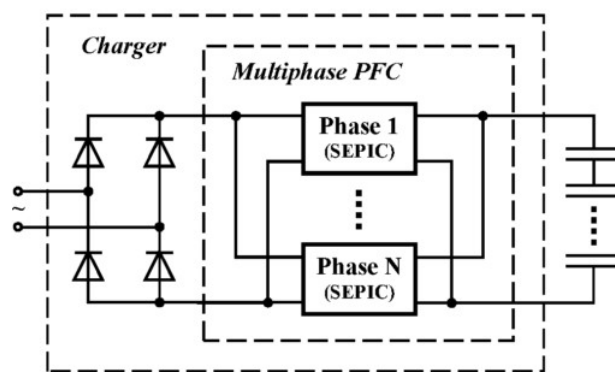 Charger
Multiphase PFC
Phase 1
(SEPIC)
~
Phase N
(SEPIC)